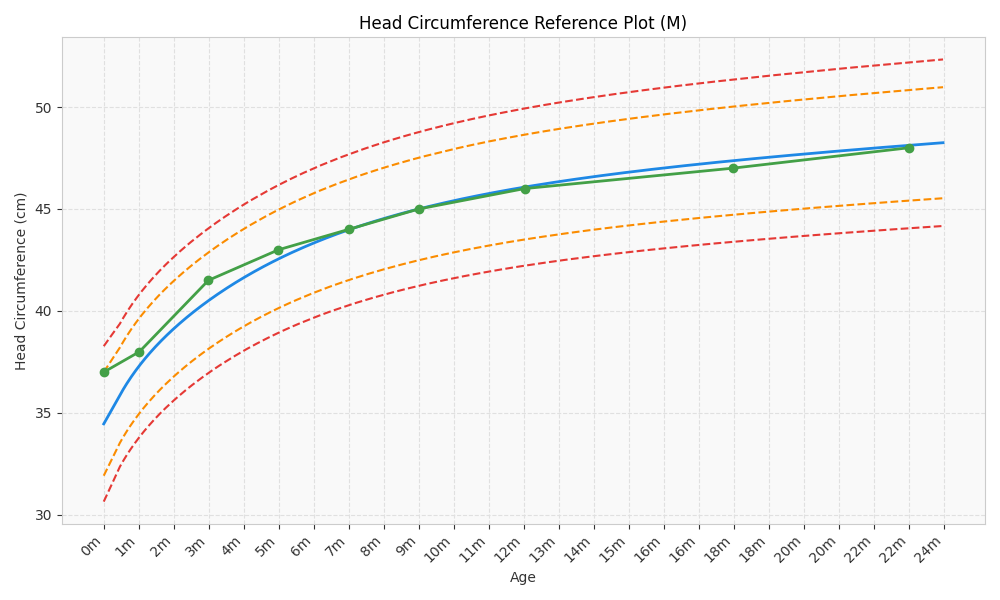 Head Circumference Reference Plot (M)
Head Circumference (cm)
50
45
40
35
30
0m 1m 2m 3m 4m 5m 6m 7m 8m 9m 10m 11m 12m 13m 14m 15m 16m 16m 18m 18m 20m 20m 22m 22m 24m
Age